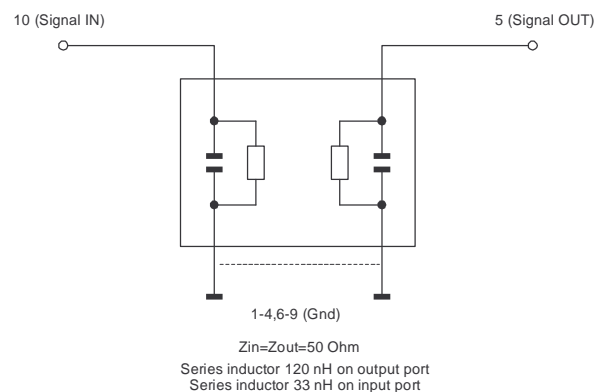 10 (Signal IN)
5 (Signal OUT)
1-4,6-9 (Gnd)
Zin=Zout=50 Ohm
Series inductor 120 nH on output port
Series inductor 33 nH on input port